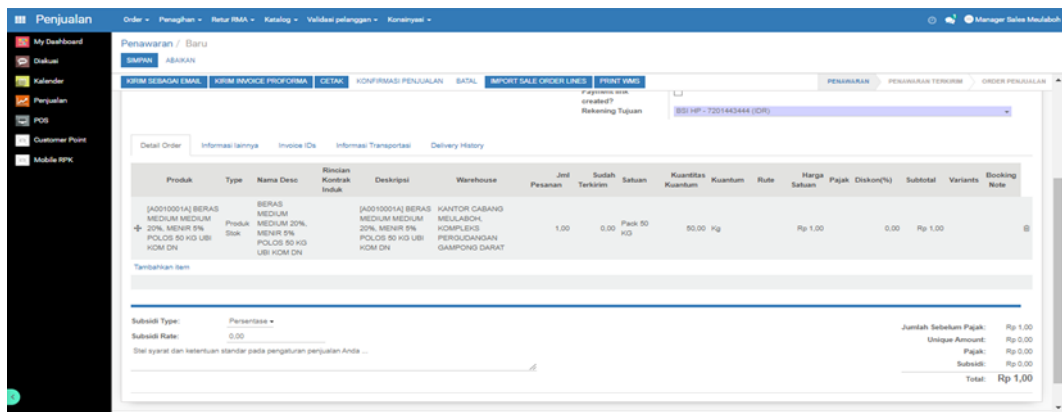 Penjualan Order Penagihan Retur RMA Katalog Validasi pelanggan Konsinyasi Manager Sales Meulaboh
My Dashboard
Diskusi
Kalender
Penjualan
POS
Customer Point
Mobile RPK
Penawaran / Baru
SIMPAN ABAIKAN
KIRIM SEBAGAI EMAIL KIRIM INVOICE PROFORMA CETAK KONFIRMASI PENJUALAN BATAL IMPORT SALE ORDER LINES PRINT WMS PENAWARAN PENAWARAN TERKIRIM ORDER PENJUALAN
Payment link
created?
Rekening Tujuan BSI HP - 7201443444 (IDR)
Detail Order Informasi lainnya Invoice IDs Informasi Transportasi Delivery History
Produk Type Nama Desc Rincian Kontrak Induk Deskripsi Warehouse Jml Pesanan Sudah Terkirim Satuan Kuantitas Kuantum Kuantum Rute Harga Satuan Pajak Diskon(%) Subtotal Variants Booking Note
[A0010001A] BERAS MEDIUM MEDIUM 20%, MENIR 5% POLOS 50 KG UBI KOM DN
Produk Stok
BERAS MEDIUM MEDIUM 20%, MENIR 5% POLOS 50 KG UBI KOM DN
[A0010001A] BERAS MEDIUM MEDIUM 20%, MENIR 5% POLOS 50 KG UBI KOM DN
KANTOR CABANG MEULABOH, KOMPLEKS PERGUDANGAN GAMPONG DARAT
1,00 0,00 Pack 50 KG 50,00 Kg Rp 1,00 0,00 Rp 1,00
Tambahkan item
Subsidi Type: Persentase
Subsidi Rate: 0,00
Stel syarat dan ketentuan standar pada pengaturan penjualan Anda ...
Jumlah Sebelum Pajak: Rp 1,00
Unique Amount: Rp 0,00
Pajak: Rp 0,00
Subsidi: Rp 0,00
Total: Rp 1,00